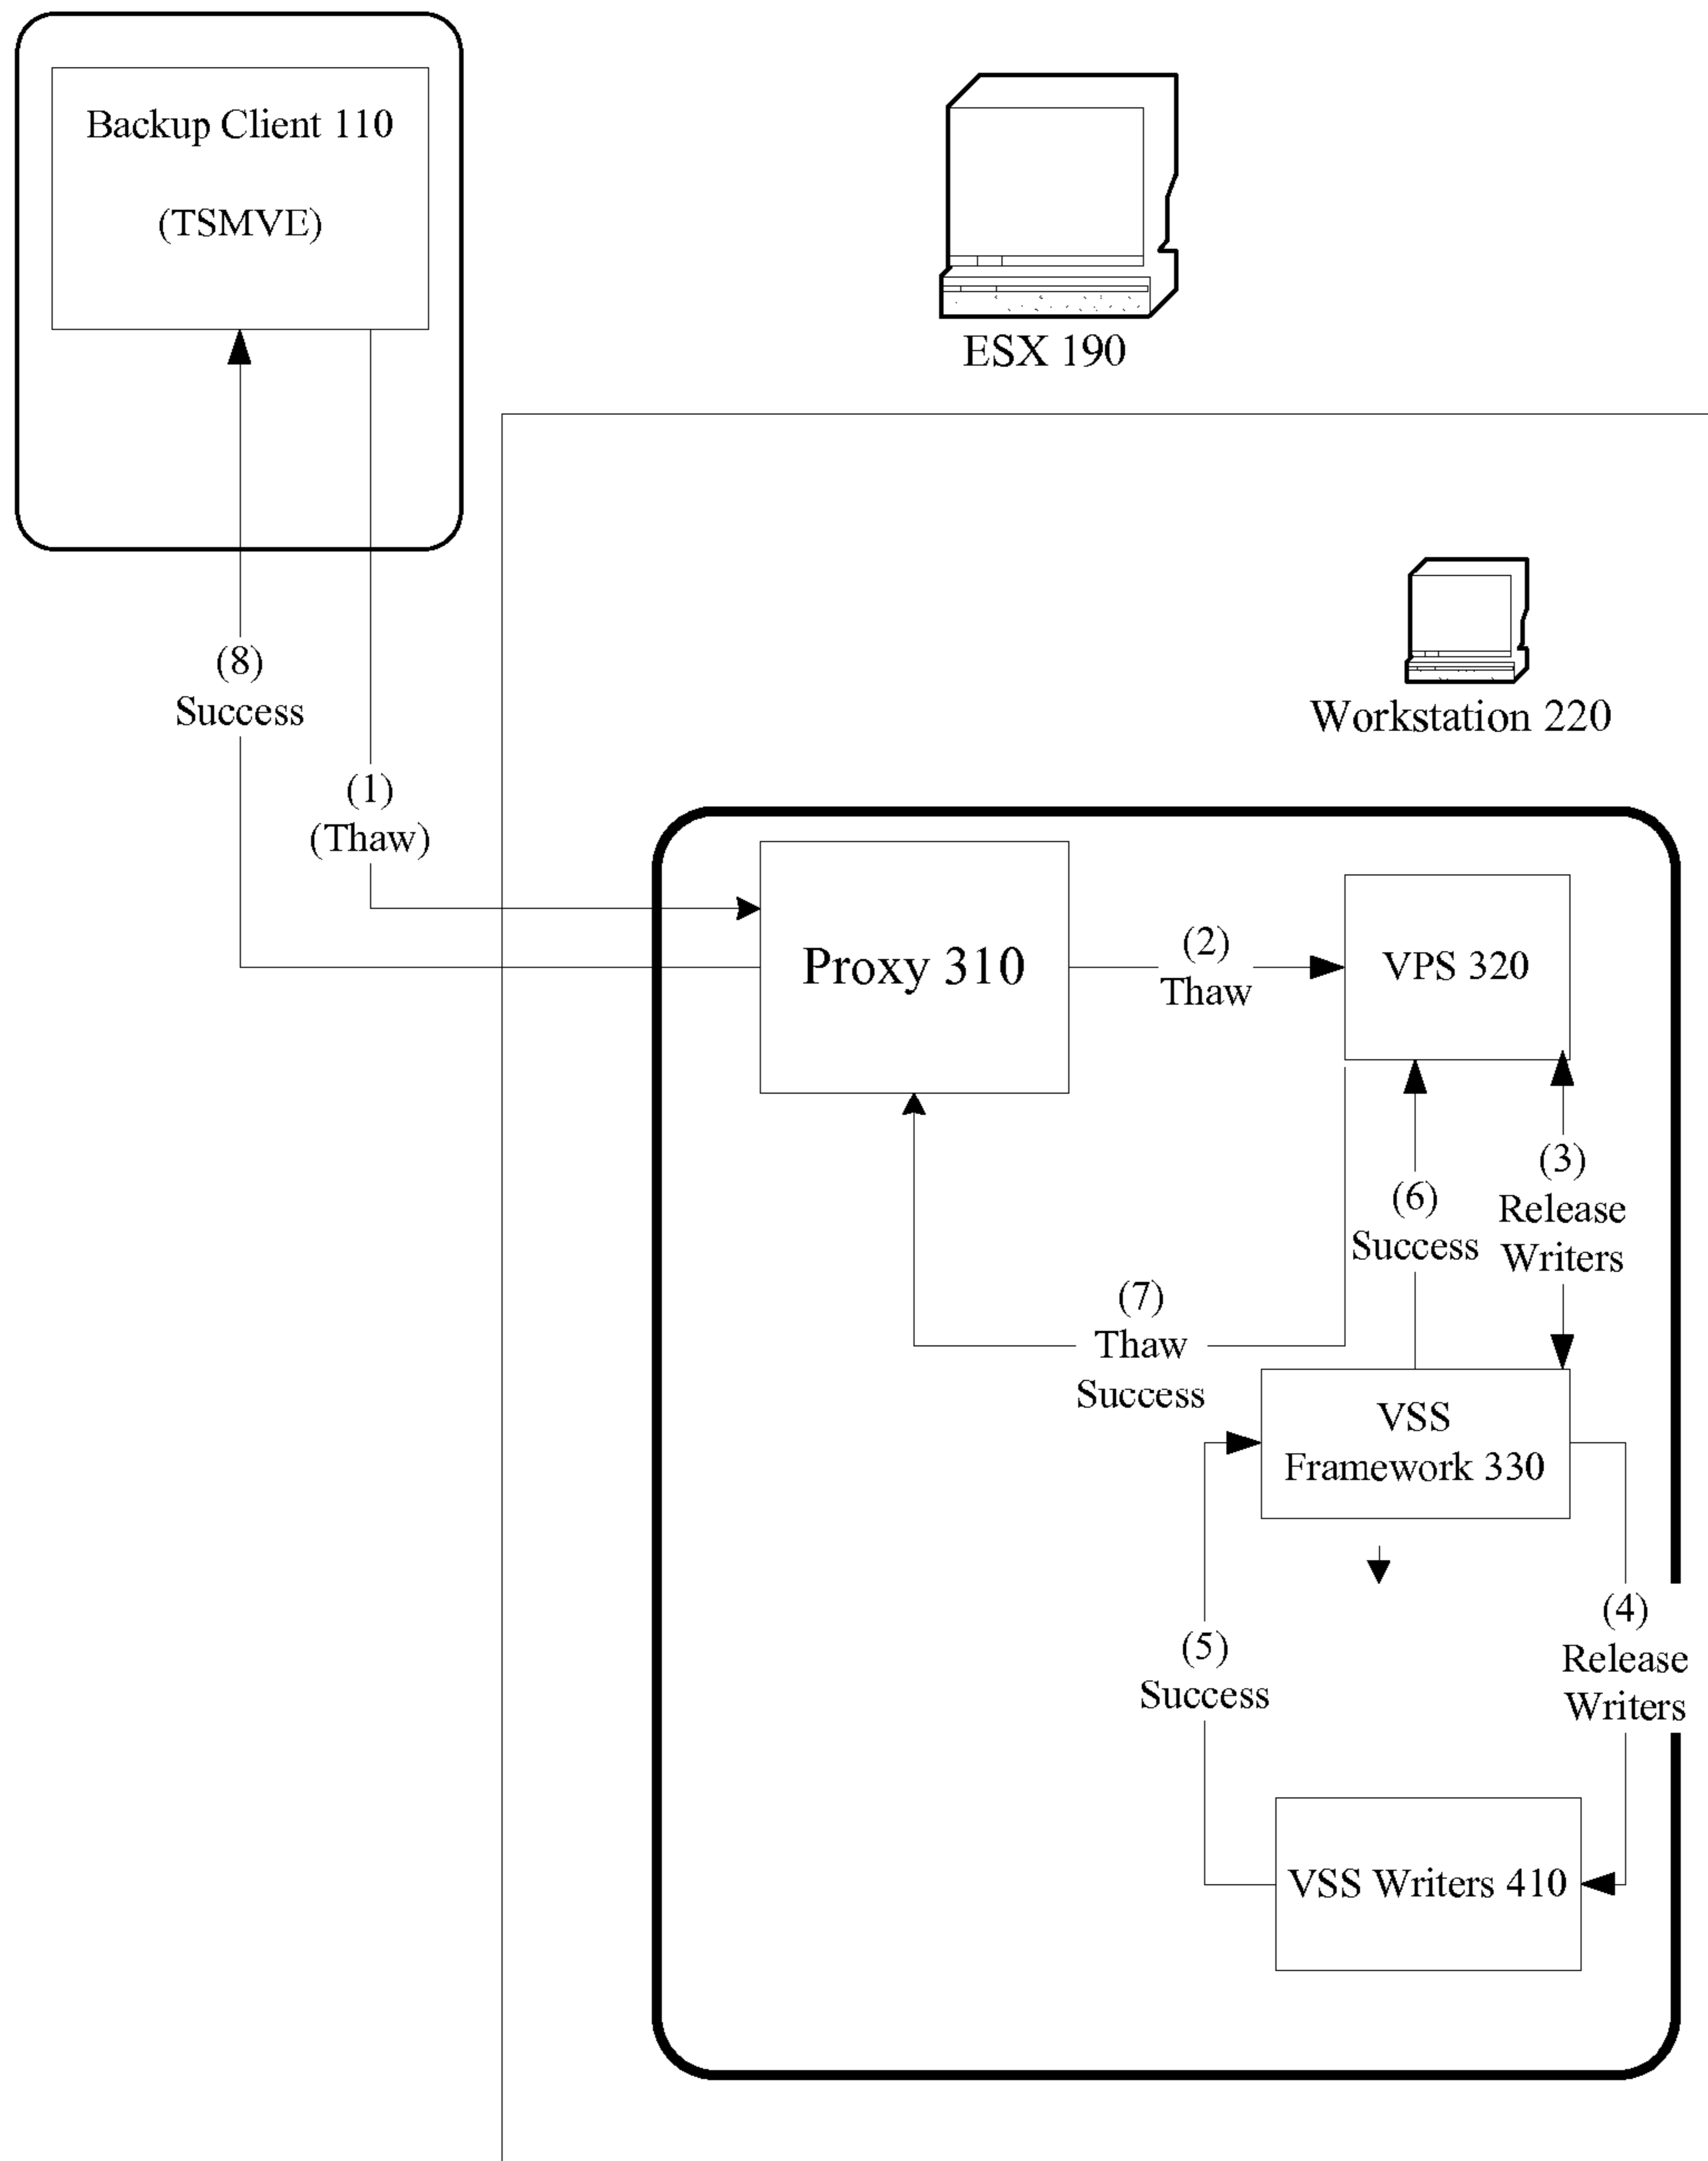 Backup Client 110
(TSMVE)
ESX 190
(8)
Success
Workstation 220
(1)
(Thaw)
Proxy 310
(2)
Thaw
VPS 320
(3)
Release
Writers
(6)
Success
(7)
Thaw
Success
VSS
Framework 330
(4)
Release
Writers
(5)
Success
VSS Writers 410